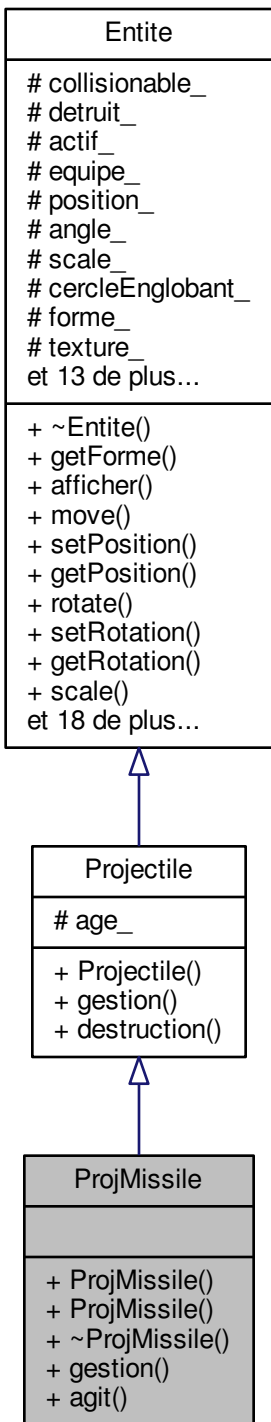 Entite
# collisionable_
# detruit_
# actif_
# equipe_
# position_
# angle_
# scale_
# cercleEnglobant_
# forme_
# texture_
et 13 de plus...
+ ~Entite()
+ getForme()
+ afficher()
+ move()
+ setPosition()
+ getPosition()
+ rotate()
+ setRotation()
+ getRotation()
+ scale()
et 18 de plus...
Projectile
# age_
+ Projectile()
+ gestion()
+ destruction()
ProjMissile
+ ProjMissile()
+ ProjMissile()
+ ~ProjMissile()
+ gestion()
+ agit()